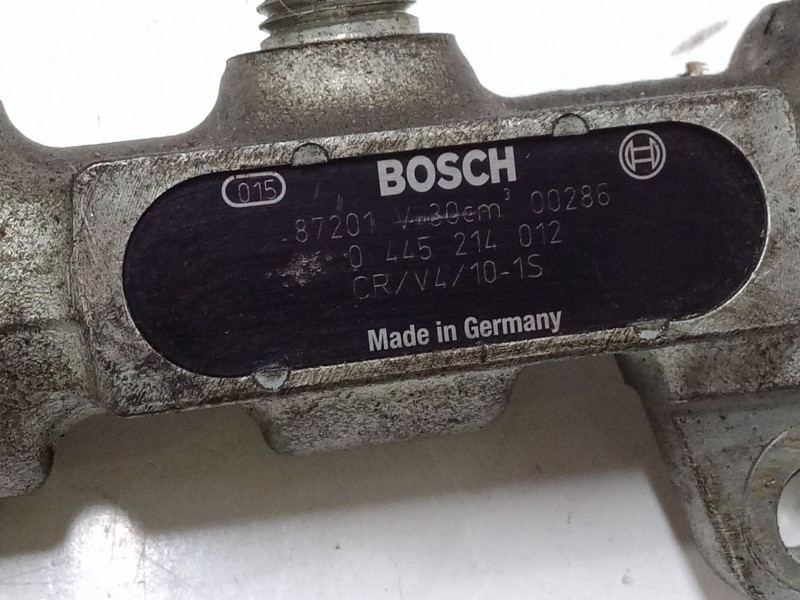 015 BOSCH
87201 V=30cm³ 00286
0 445 214 012
CR/V4/10-1S
Made in Germany